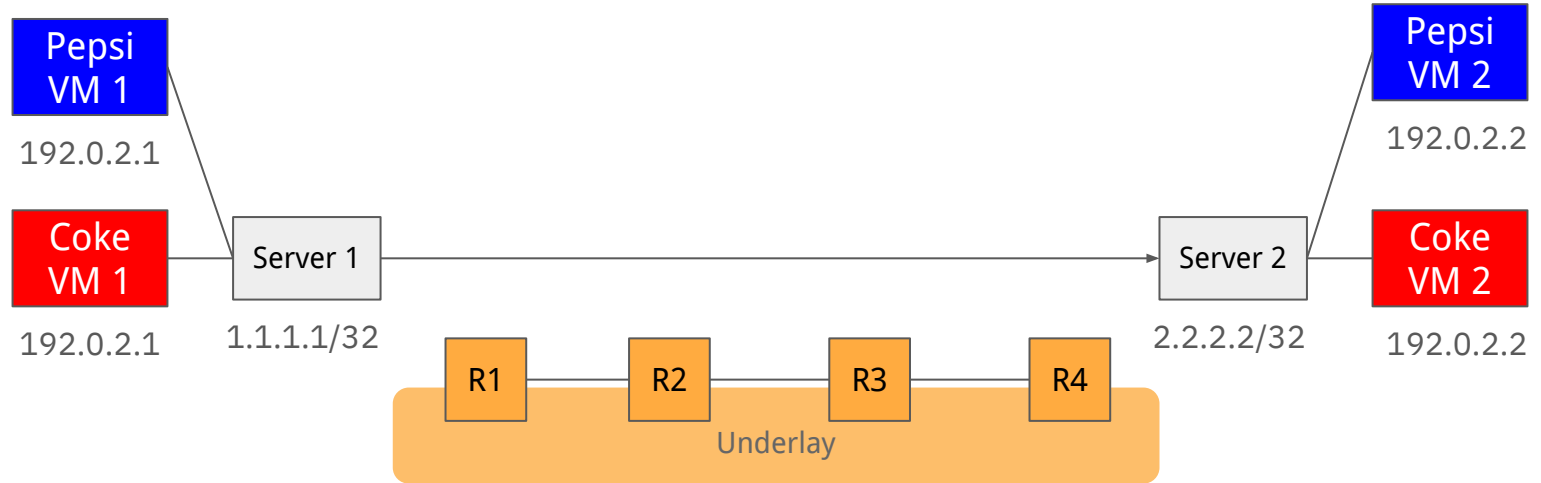 Pepsi
VM 1
192.0.2.1
Pepsi
VM 2
192.0.2.2
Coke
VM 1
192.0.2.1
Server 1
1.1.1.1/32
Server 2
2.2.2.2/32
Coke
VM 2
192.0.2.2
R1
R2
R3
R4
Underlay